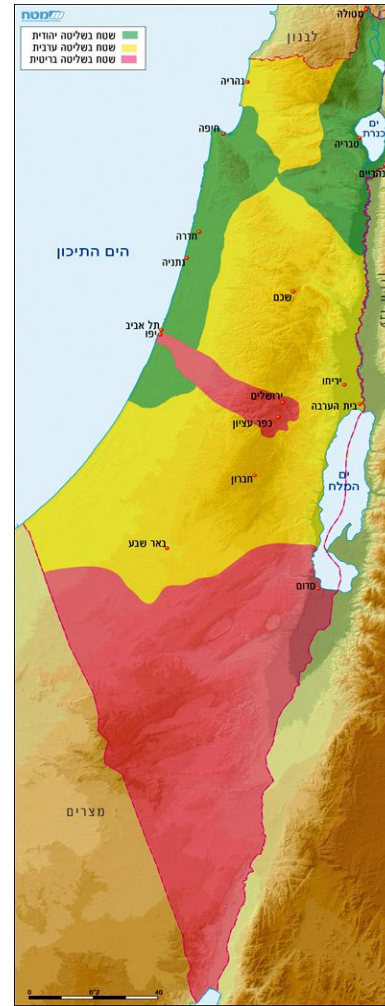 מטח
שטח בשליטה יהודית
שטח בשליטה ערבית
שטח בשליטה בריטית
מטולה
לבנון
נהריה
ים
כנרת
חיפה
טבריה
נהריים
חדרה
הים התיכון
נתניה
שכם
תל אביב
יפו
יריחו
ירושלים
בית הערבה
כפר עציון
ים
המלח
חברון
באר שבע
סדום
מצרים
0
40